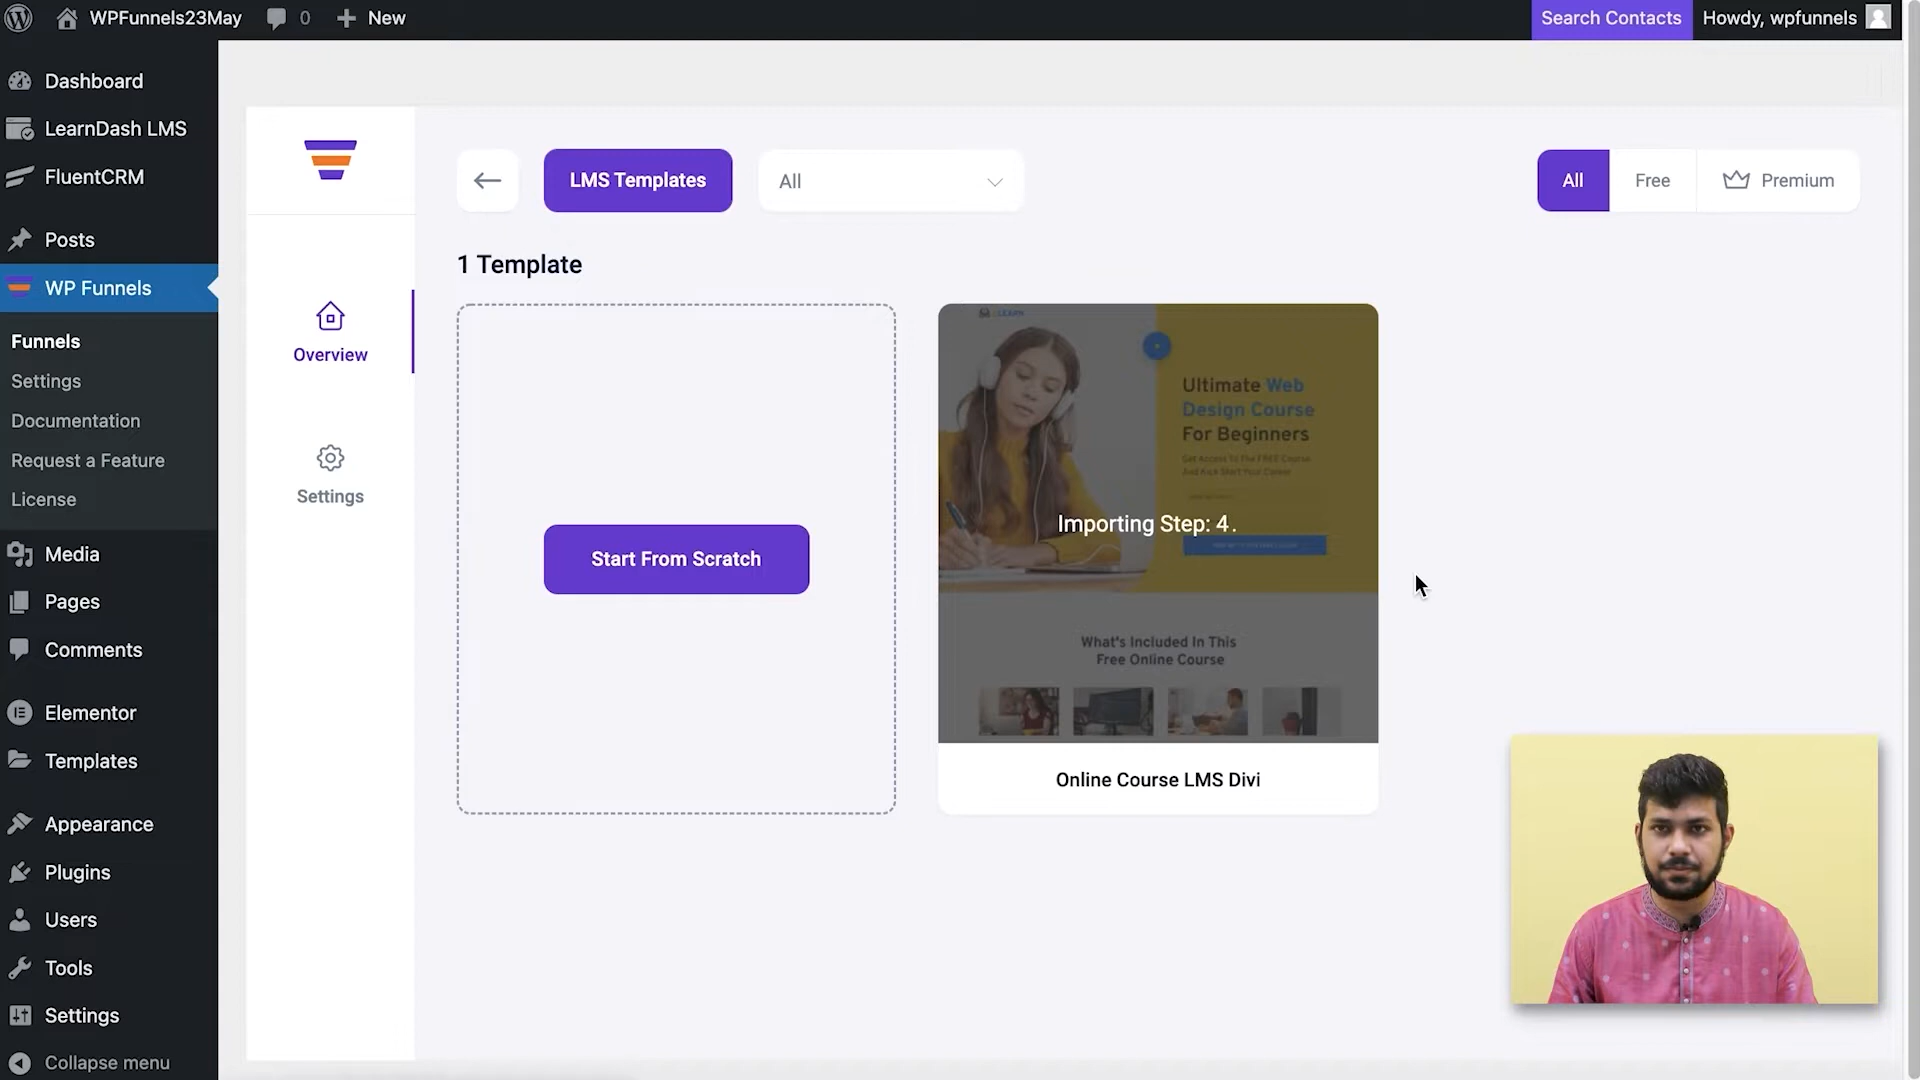 WPFunnels23May
0
New
Search Contacts
Howdy, wpfunnels
Dashboard
LearnDash LMS
FluentCRM
Posts
WP Funnels
Funnels
Settings
Documentation
Request a Feature
License
Media
Pages
Comments
Elementor
Templates
Appearance
Plugins
Users
Tools
Settings
Collapse menu
Overview
Settings
LMS Templates
All
All
Free
Premium
1 Template
Start From Scratch
LEARN
Ultimate Web
Design Course
For Beginners
Get Access To The FREE Course
And Kick Start Your Career
Importing Step: 4.
What's Included In This
Free Online Course
Online Course LMS Divi